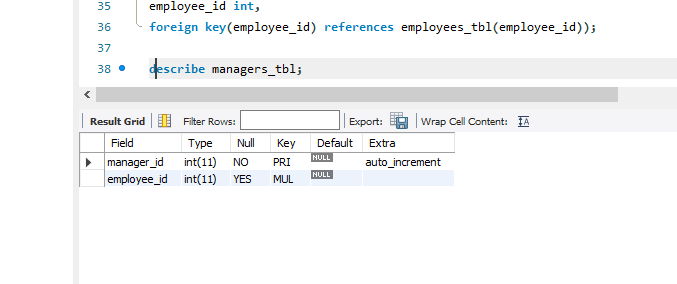 35 employee_id int,
36 foreign key(employee_id) references employees_tbl(employee_id));
37
38 describe managers_tbl;
Result Grid Filter Rows: Export: Wrap Cell Content:
Field Type Null Key Default Extra
manager_id int(11) NO PRI NULL auto_increment
employee_id int(11) YES MUL NULL